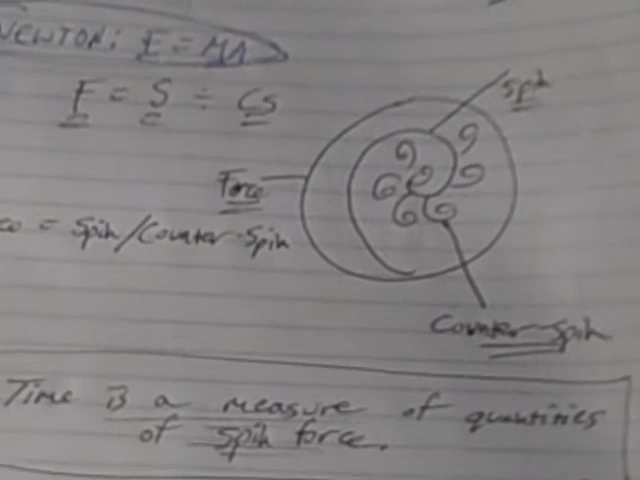 NEWTON: F = MA
F = S ÷ CS
Spin
Force
= Spin/Counter-Spin
Counter-Spin
Time is a measure of quantities
of spin force.